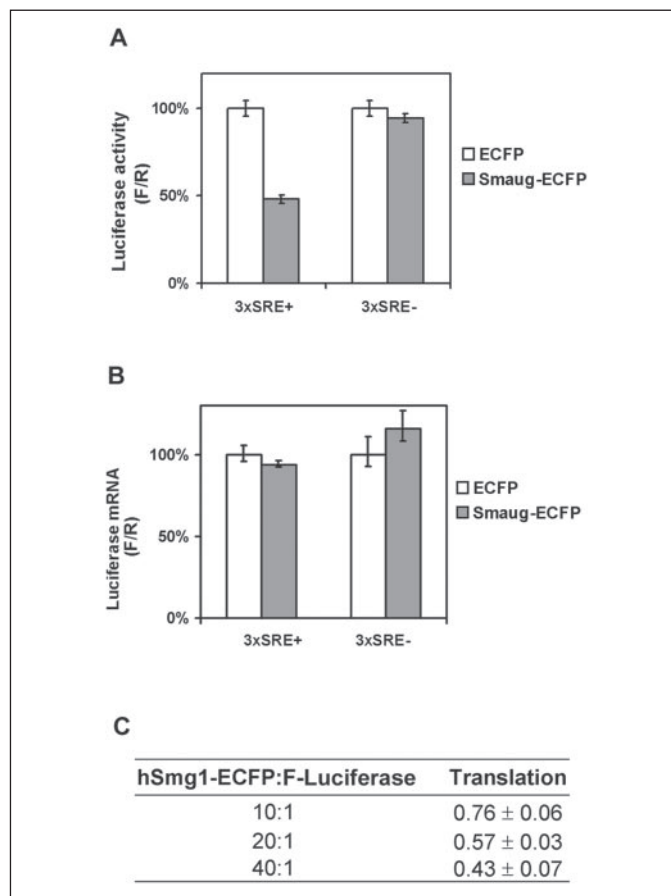 A
Luciferase activity
(F/R)
100%
50%
0%
3xSRE+
3xSRE-
ECFP
Smaug-ECFP
B
Luciferase mRNA
(F/R)
100%
50%
0%
3xSRE+
3xSRE-
ECFP
Smaug-ECFP
C
hSmg1-ECFP:F-Luciferase Translation
10:1 0.76 ± 0.06
20:1 0.57 ± 0.03
40:1 0.43 ± 0.07